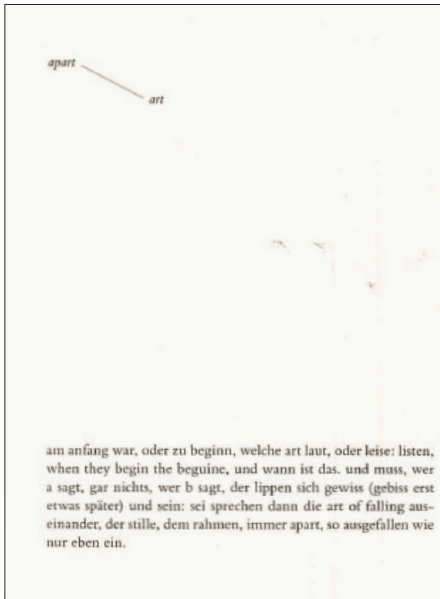 apart
art
am anfang war, oder zu beginn, welche art laut, oder leise: listen,
when they begin the beguine, und wann ist das. und muss, wer
a sagt, gar nichts, wer b sagt, der lippen sich gewiss (gebiss erst
etwas später) und sein: sei sprechen dann die art of falling aus-
einander, der stille, dem rahmen, immer apart, so ausgefallen wie
nur eben ein.